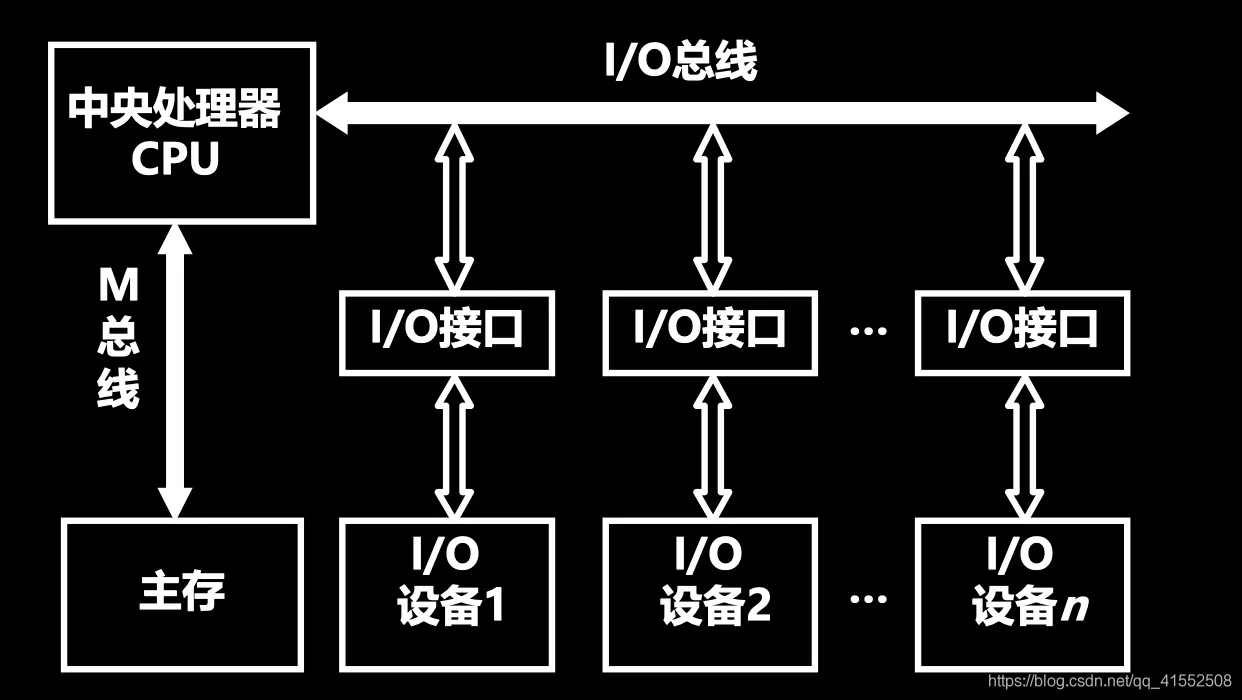 I/O总线
中央处理器
CPU
M
总
线
I/O接口
I/O接口
...
I/O接口
主存
I/O
设备1
I/O
设备2
...
I/O
设备n
https://blog.csdn.net/qq_41552508